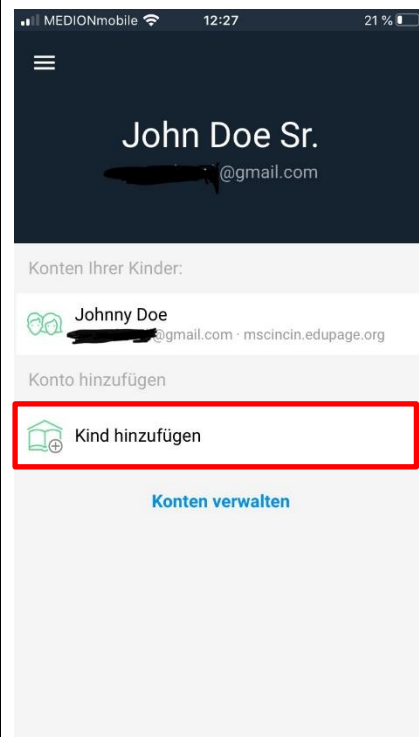 MEDIONmobile 12:27 21 %
John Doe Sr.
@gmail.com
Konten Ihrer Kinder:
Johnny Doe
@gmail.com · mscincin.edupage.org
Konto hinzufügen
Kind hinzufügen
Konten verwalten